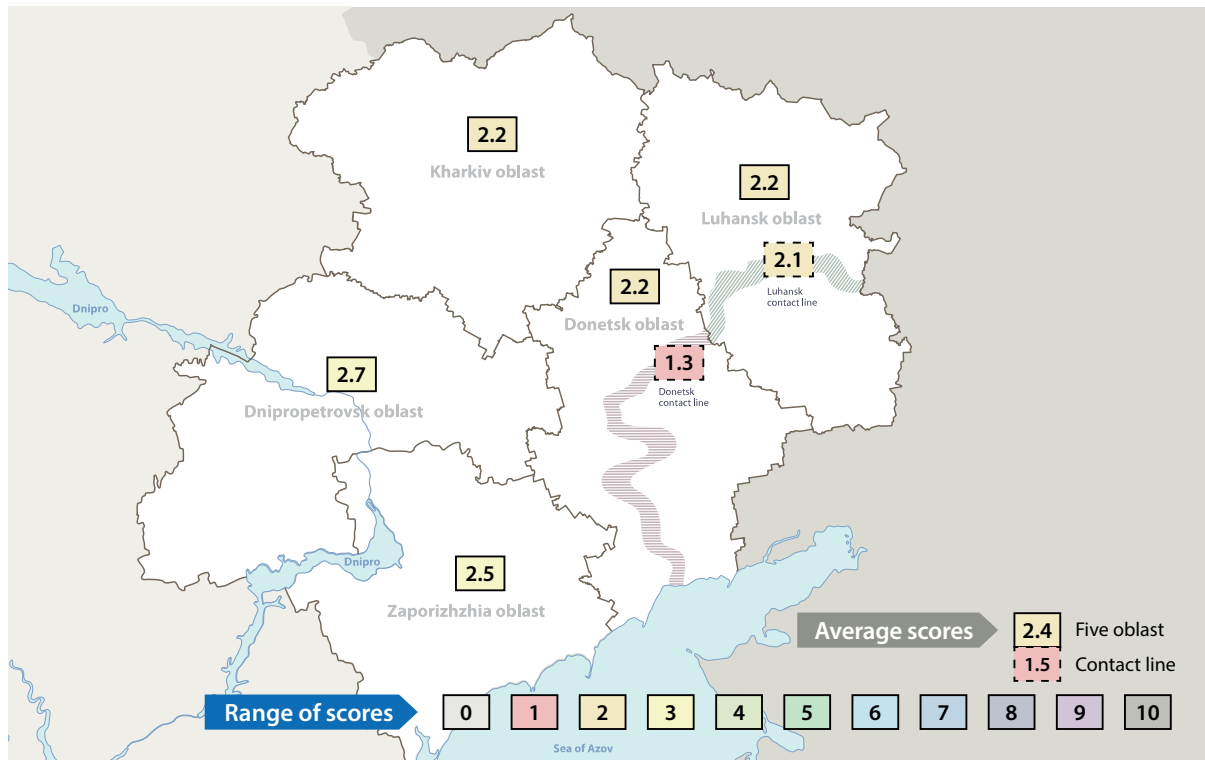 2.2
Kharkiv oblast
2.2
Luhansk oblast
2.1
Luhansk
contact line
2.2
Donetsk oblast
1.3
Donetsk
contact line
Dnipro
2.7
Dnipropetrovsk oblast
Dnipro
2.5
Zaporizhzhia oblast
Average scores
2.4 Five oblast
1.5 Contact line
Range of scores 0 1 2 3 4 5 6 7 8 9 10
Sea of Azov